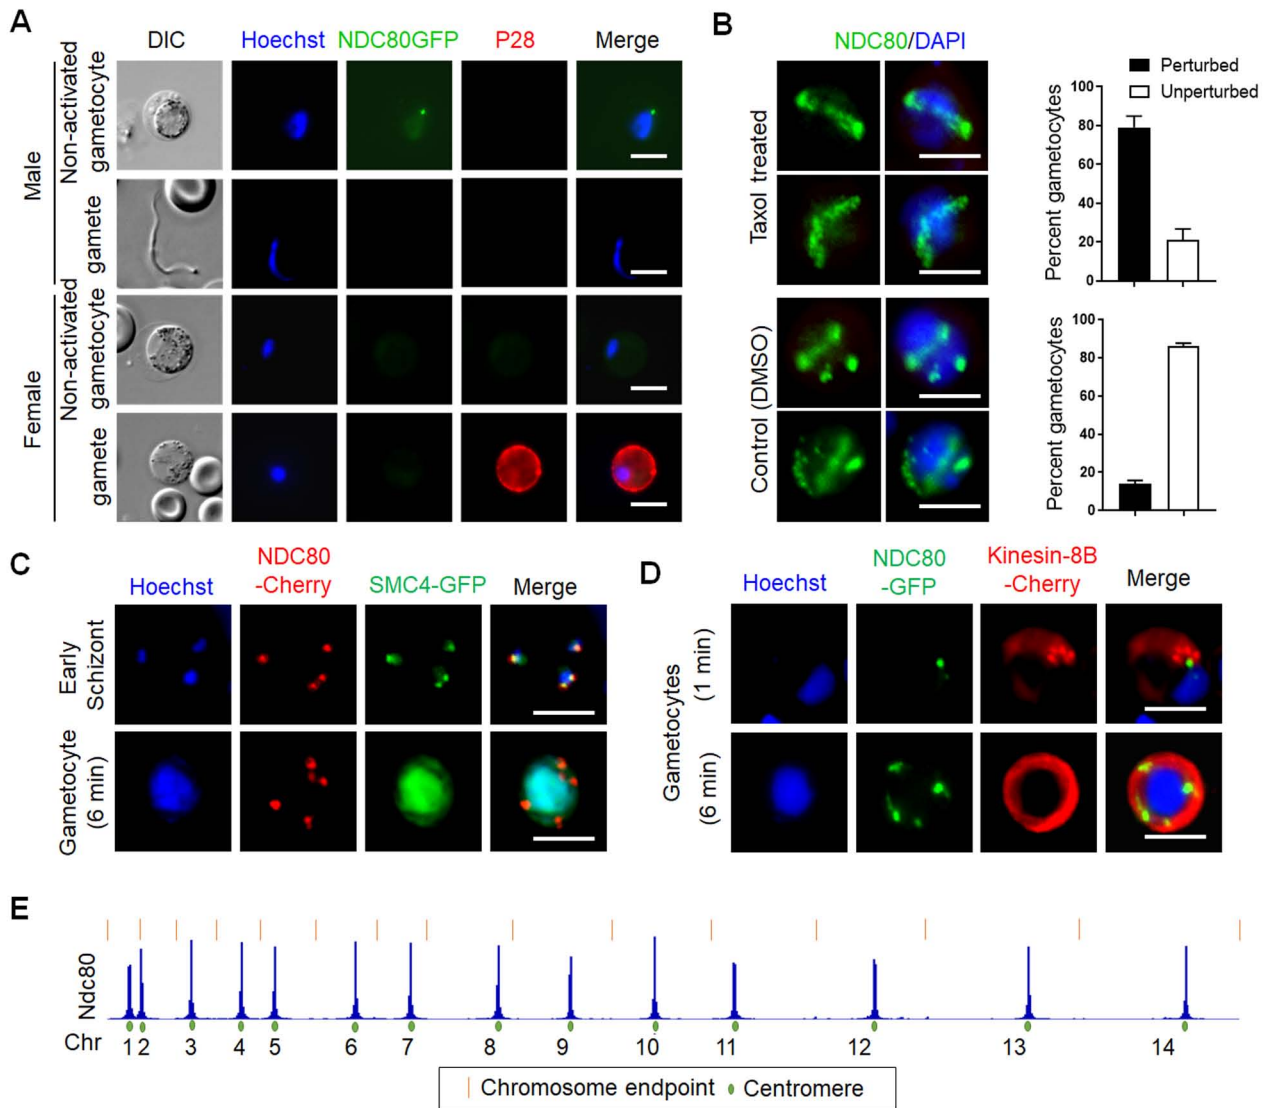 A
DIC
Hoechst
NDC80GFP
P28
Merge
Male
Non-activated
gametocyte
gamete
Female
Non-activated
gametocyte
gamete
B
NDC80/DAPI
Taxol treated
Control (DMSO)
Perturbed
Unperturbed
Percent gametocytes
100
80
60
40
20
0
Percent gametocytes
100
80
60
40
20
0
C
Hoechst
NDC80
-Cherry
SMC4-GFP
Merge
Early
Schizont
Gametocyte
(6 min)
D
Hoechst
NDC80
-GFP
Kinesin-8B
-Cherry
Merge
Gametocytes
(1 min)
(6 min)
E
Ndc80
Chr 1 2 3 4 5 6 7 8 9 10 11 12 13 14
Chromosome endpoint Centromere